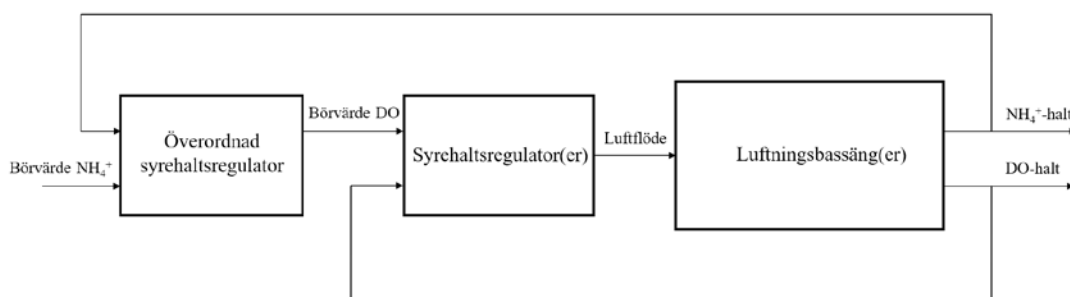 Börvärde NH₄⁺
Överordnad
syrehaltsregulator
Börvärde DO
Syrehaltsregulator(er)
Luftflöde
Luftningsbassäng(er)
NH₄⁺-halt
DO-halt